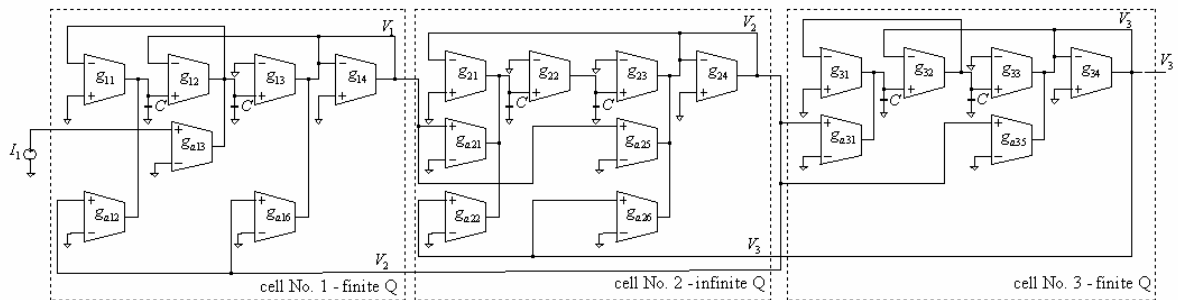 V1
V2
V3
g11
g12
g13
g14
g21
g22
g23
g24
g31
g32
g33
g34
V3
C
C
C
C
C
C
I1
ga13
ga21
ga25
ga31
ga35
ga12
ga16
ga22
ga26
V2
V3
cell No. 1 - finite Q
cell No. 2 - infinite Q
cell No. 3 - finite Q